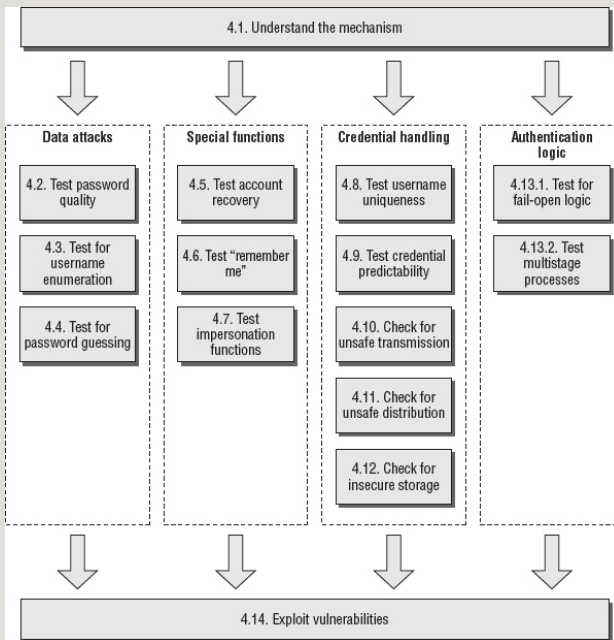 4.1. Understand the mechanism
Data attacks
4.2. Test password
quality
4.3. Test for
username
enumeration
4.4. Test for
password guessing
Special functions
4.5. Test account
recovery
4.6. Test “remember
me”
4.7. Test
impersonation
functions
Credential handling
4.8. Test username
uniqueness
4.9. Test credential
predictability
4.10. Check for
unsafe transmission
4.11. Check for
unsafe distribution
4.12. Check for
insecure storage
Authentication
logic
4.13.1. Test for
fail-open logic
4.13.2. Test
multistage
processes
4.14. Exploit vulnerabilities